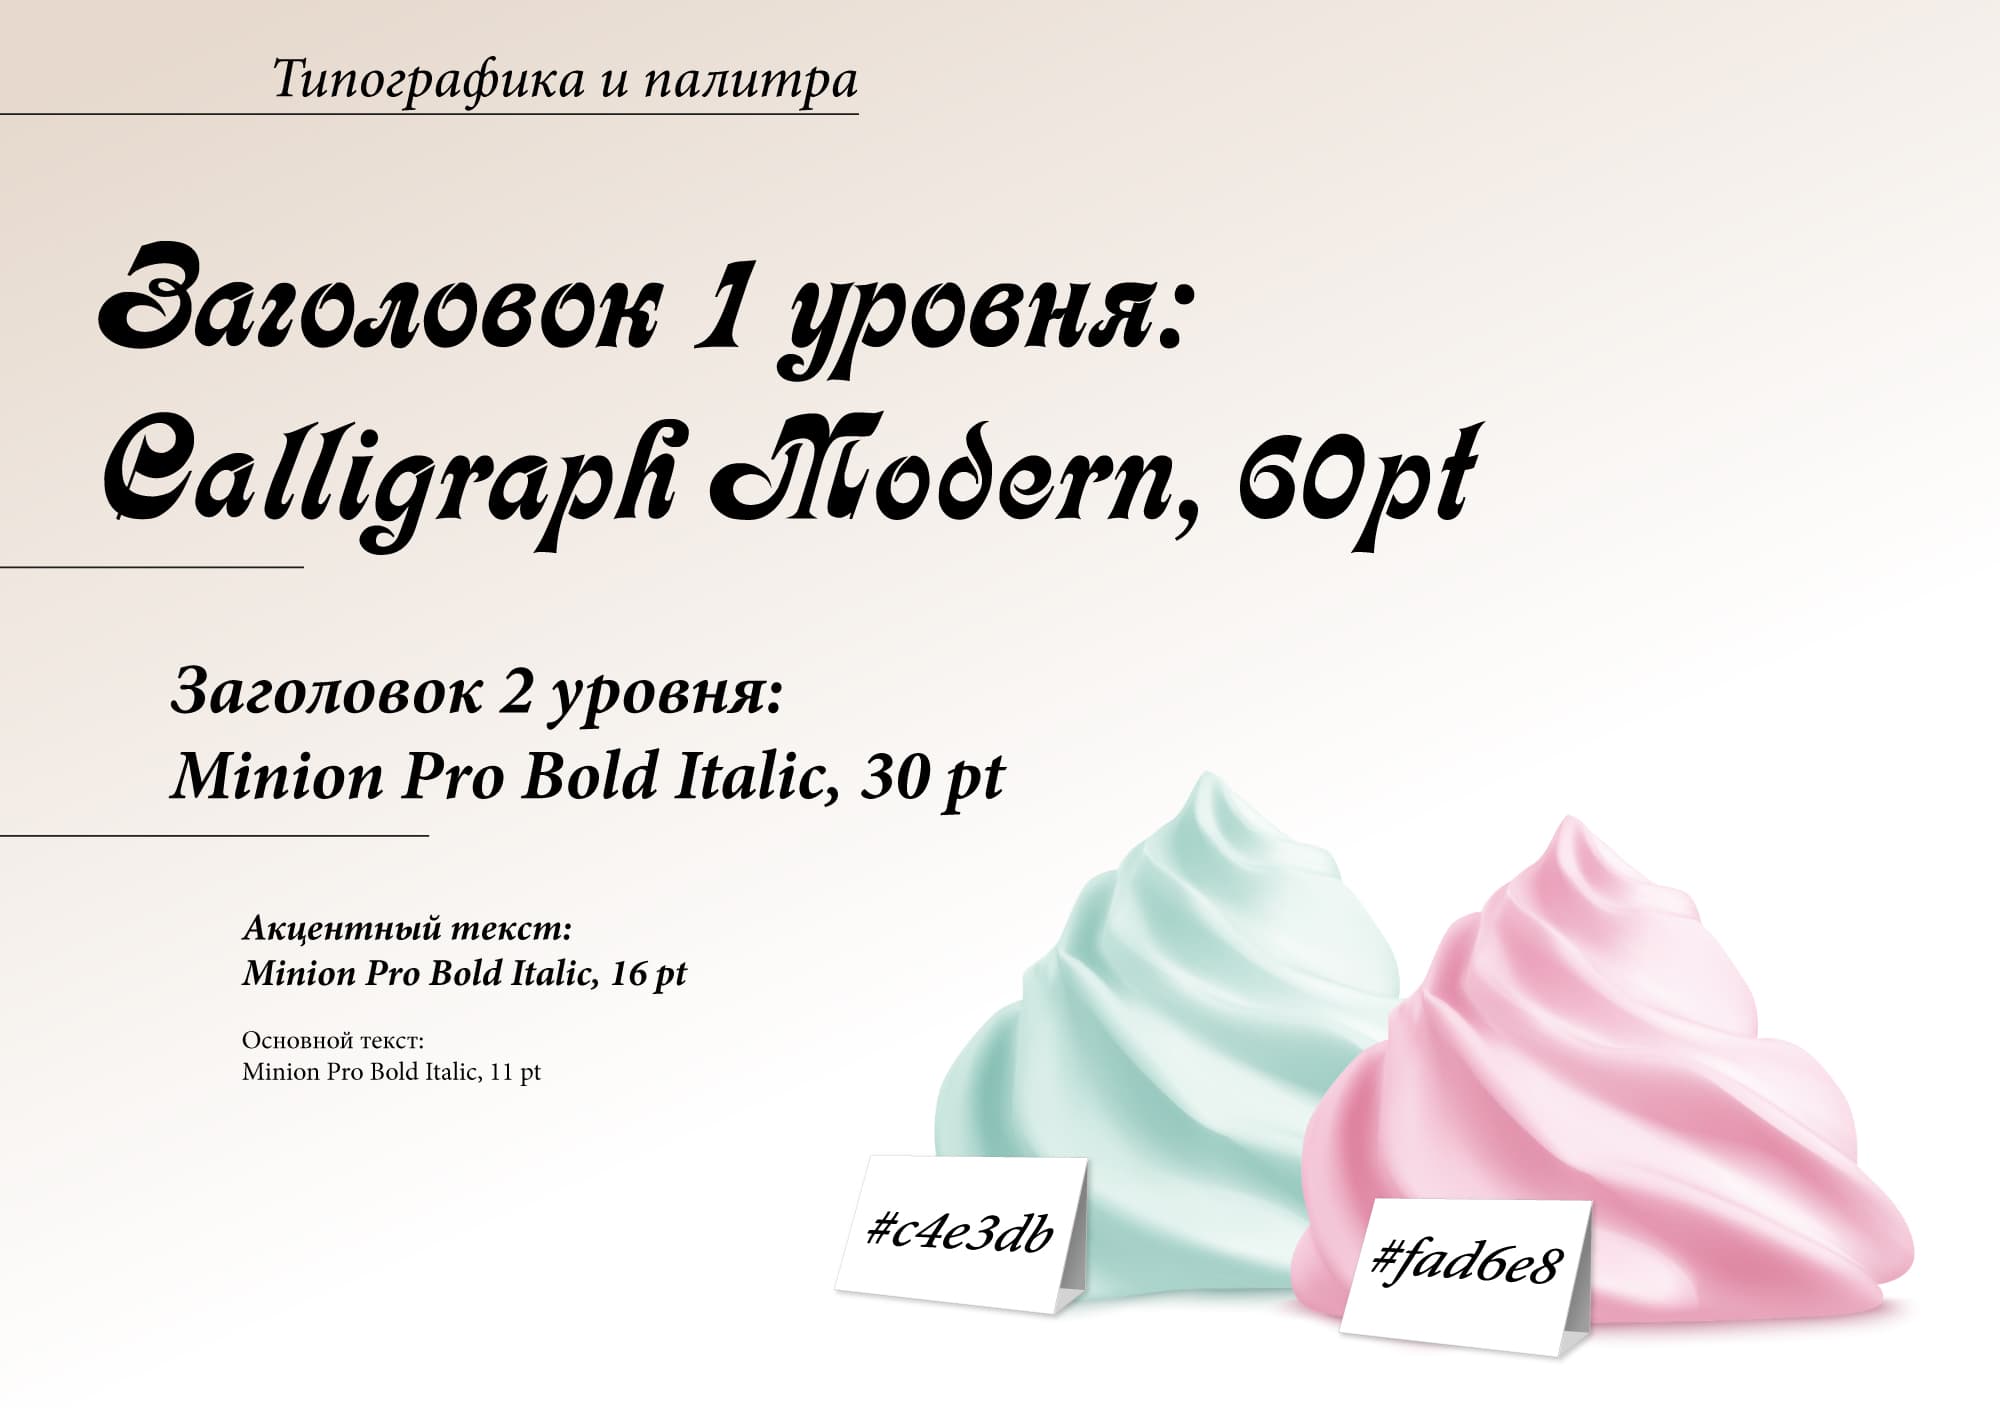 Типографика и палитра
Заголовок 1 уровня:
Calligraph Modern, 60pt
Заголовок 2 уровня:
Minion Pro Bold Italic, 30 pt
Акцентный текст:
Minion Pro Bold Italic, 16 pt
Основной текст:
Minion Pro Bold Italic, 11 pt
#c4e3db
#fad6e8